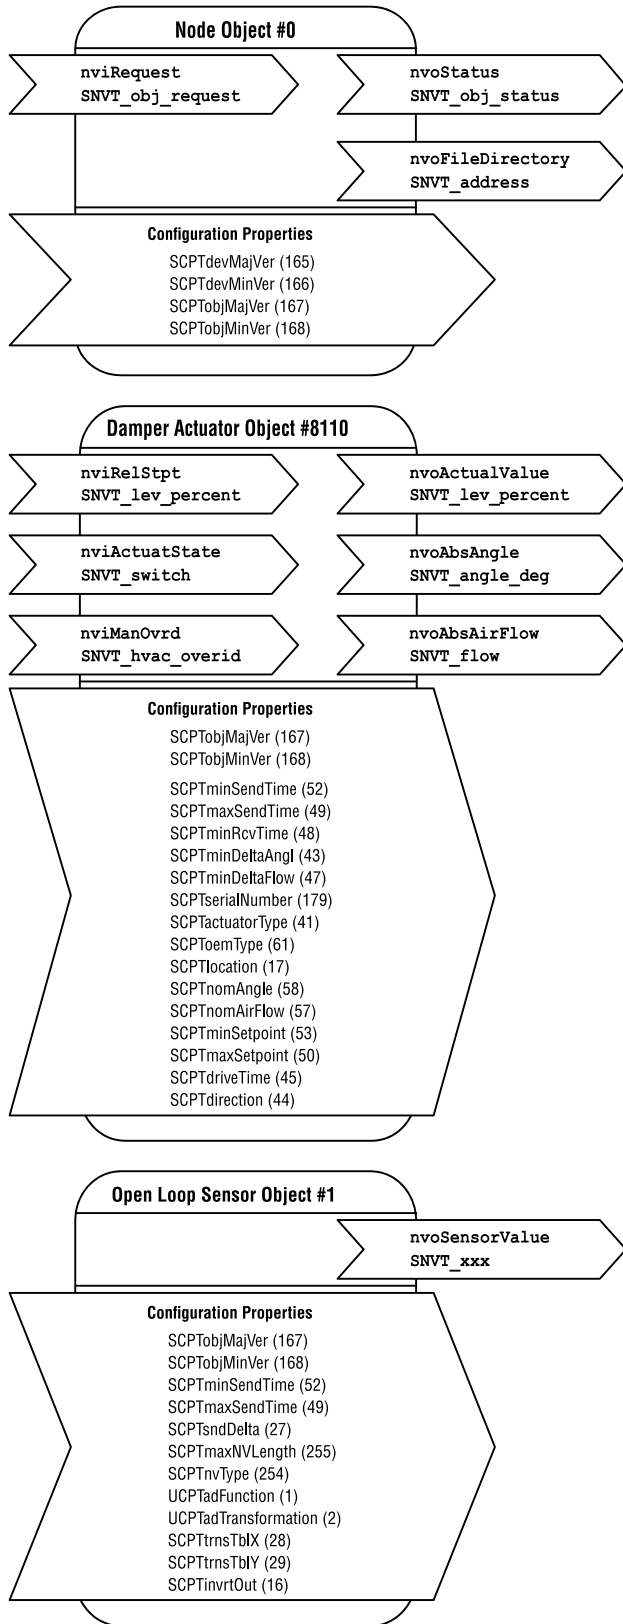 Node Object #0
nviRequest
SNVT_obj_request
nvoStatus
SNVT_obj_status
nvoFileDirectory
SNVT_address
Configuration Properties
SCPTdevMajVer (165)
SCPTdevMinVer (166)
SCPTobjMajVer (167)
SCPTobjMinVer (168)
Damper Actuator Object #8110
nviRelStpt
SNVT_lev_percent
nvoActualValue
SNVT_lev_percent
nviActuatState
SNVT_switch
nvoAbsAngle
SNVT_angle_deg
nviManOvrd
SNVT_hvac_overid
nvoAbsAirFlow
SNVT_flow
Configuration Properties
SCPTobjMajVer (167)
SCPTobjMinVer (168)
SCPTminSendTime (52)
SCPTmaxSendTime (49)
SCPTminRcvTime (48)
SCPTminDeltaAngl (43)
SCPTminDeltaFlow (47)
SCPTserialNumber (179)
SCPTactuatorType (41)
SCPToemType (61)
SCPTlocation (17)
SCPTnomAngle (58)
SCPTnomAirFlow (57)
SCPTminSetpoint (53)
SCPTmaxSetpoint (50)
SCPTdriveTime (45)
SCPTdirection (44)
Open Loop Sensor Object #1
nvoSensorValue
SNVT_xxx
Configuration Properties
SCPTobjMajVer (167)
SCPTobjMinVer (168)
SCPTminSendTime (52)
SCPTmaxSendTime (49)
SCPTsndDelta (27)
SCPTmaxNVLength (255)
SCPTnvType (254)
UCPTadFunction (1)
UCPTadTransformation (2)
SCPTtrnsTblX (28)
SCPTtrnsTblY (29)
SCPTinvrtOut (16)